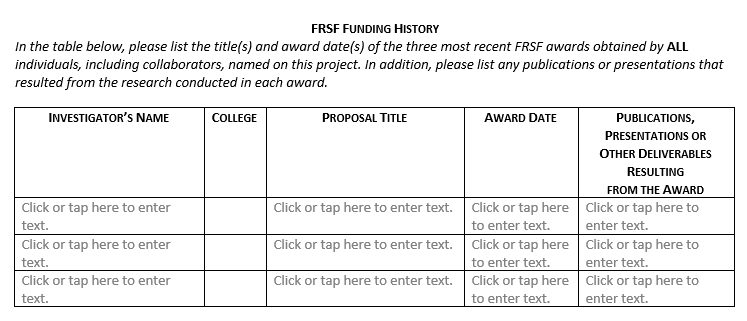 FRSF FUNDING HISTORY
In the table below, please list the title(s) and award date(s) of the three most recent FRSF awards obtained by ALL
individuals, including collaborators, named on this project. In addition, please list any publications or presentations that
resulted from the research conducted in each award.
INVESTIGATOR'S NAME COLLEGE PROPOSAL TITLE AWARD DATE PUBLICATIONS,
PRESENTATIONS OR
OTHER DELIVERABLES
RESULTING
FROM THE AWARD
Click or tap here to enter Click or tap here to enter text. Click or tap here Click or tap here to
text. to enter text. enter text.
Click or tap here to enter Click or tap here to enter text. Click or tap here Click or tap here to
text. to enter text. enter text.
Click or tap here to enter Click or tap here to enter text. Click or tap here Click or tap here to
text. to enter text. enter text.